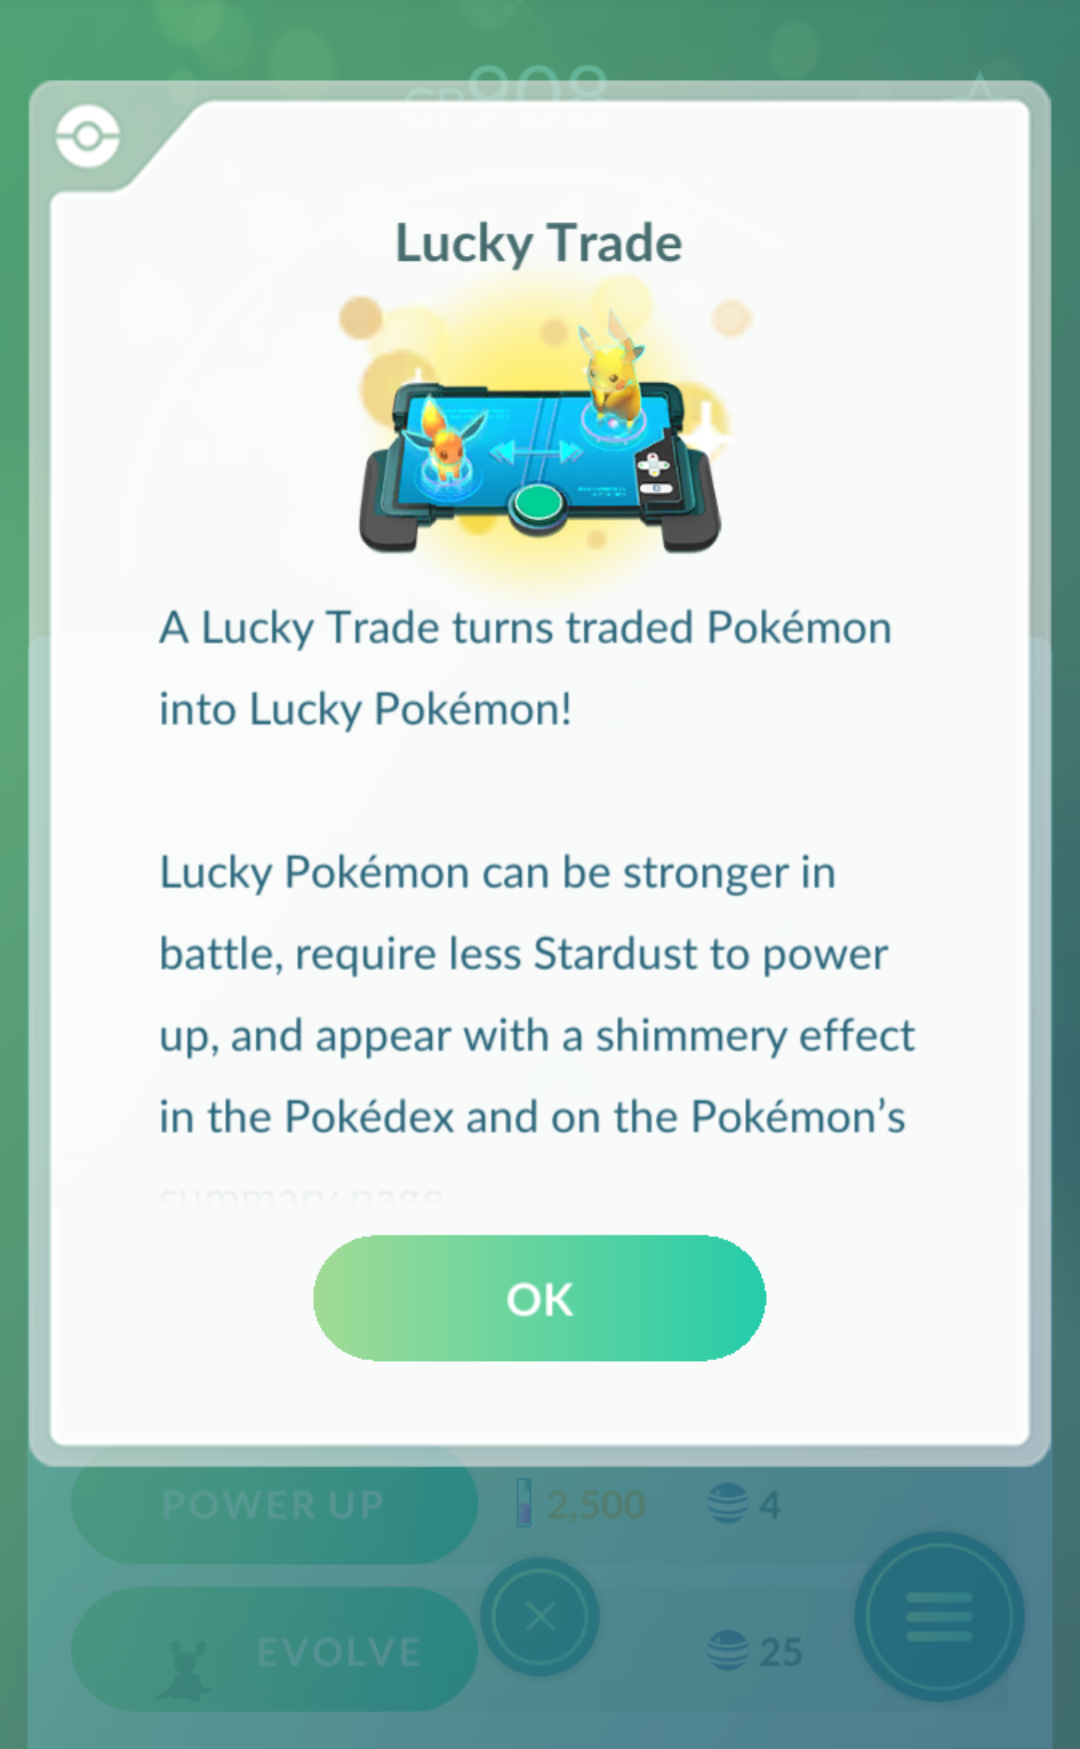 CP908
Lucky Trade
A Lucky Trade turns traded Pokémon
into Lucky Pokémon!
Lucky Pokémon can be stronger in
battle, require less Stardust to power
up, and appear with a shimmery effect
in the Pokédex and on the Pokémon’s
summary page
OK
POWER UP 2,500 4
EVOLVE 25